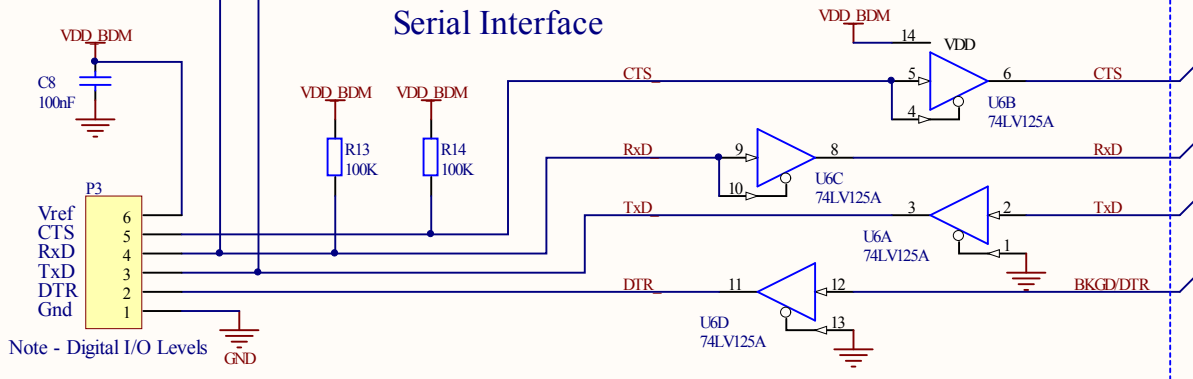 Serial Interface
VDD_BDM
14
VDD
VDD_BDM
C8
100nF
CTS_
5
6
CTS
4
U6B
74LV125A
VDD_BDM
VDD_BDM
R13
100K
R14
100K
RxD_
9
8
RxD
10
U6C
74LV125A
P3
Vref
6
CTS
5
RxD
4
TxD
3
DTR
2
Gnd
1
TxD_
3
2
TxD
U6A
74LV125A
1
DTR_
11
12
BKGD/DTR
U6D
74LV125A
13
Note - Digital I/O Levels
GND